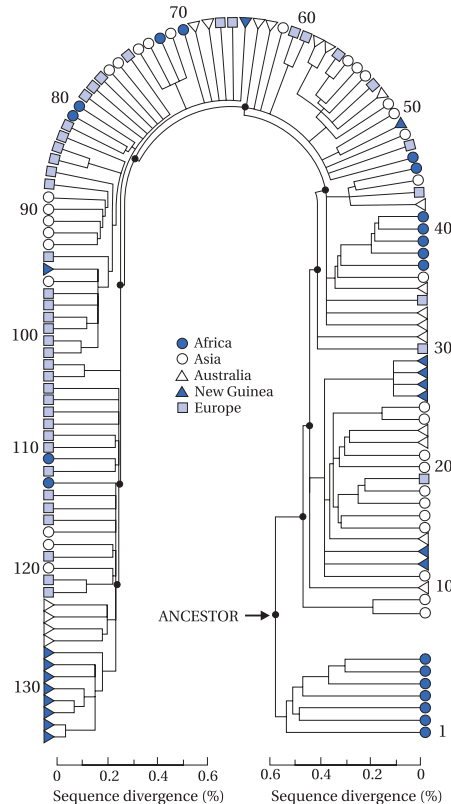 70
60
80
50
90
40
100
Africa
Asia
Australia
New Guinea
Europe
30
110
20
120
10
ANCESTOR
130
1
0 0.2 0.4 0.6
0.6 0.4 0.2 0
Sequence divergence (%)
Sequence divergence (%)